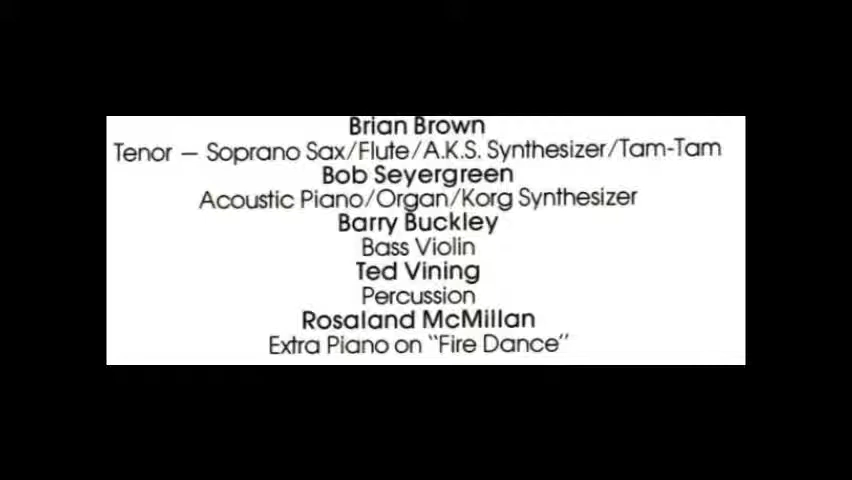 Brian Brown
Tenor – Soprano Sax/Flute/A.K.S. Synthesizer/Tam-Tam
Bob Seyergreen
Acoustic Piano/Organ/Korg Synthesizer
Barry Buckley
Bass Violin
Ted Vining
Percussion
Rosaland McMillan
Extra Piano on "Fire Dance"